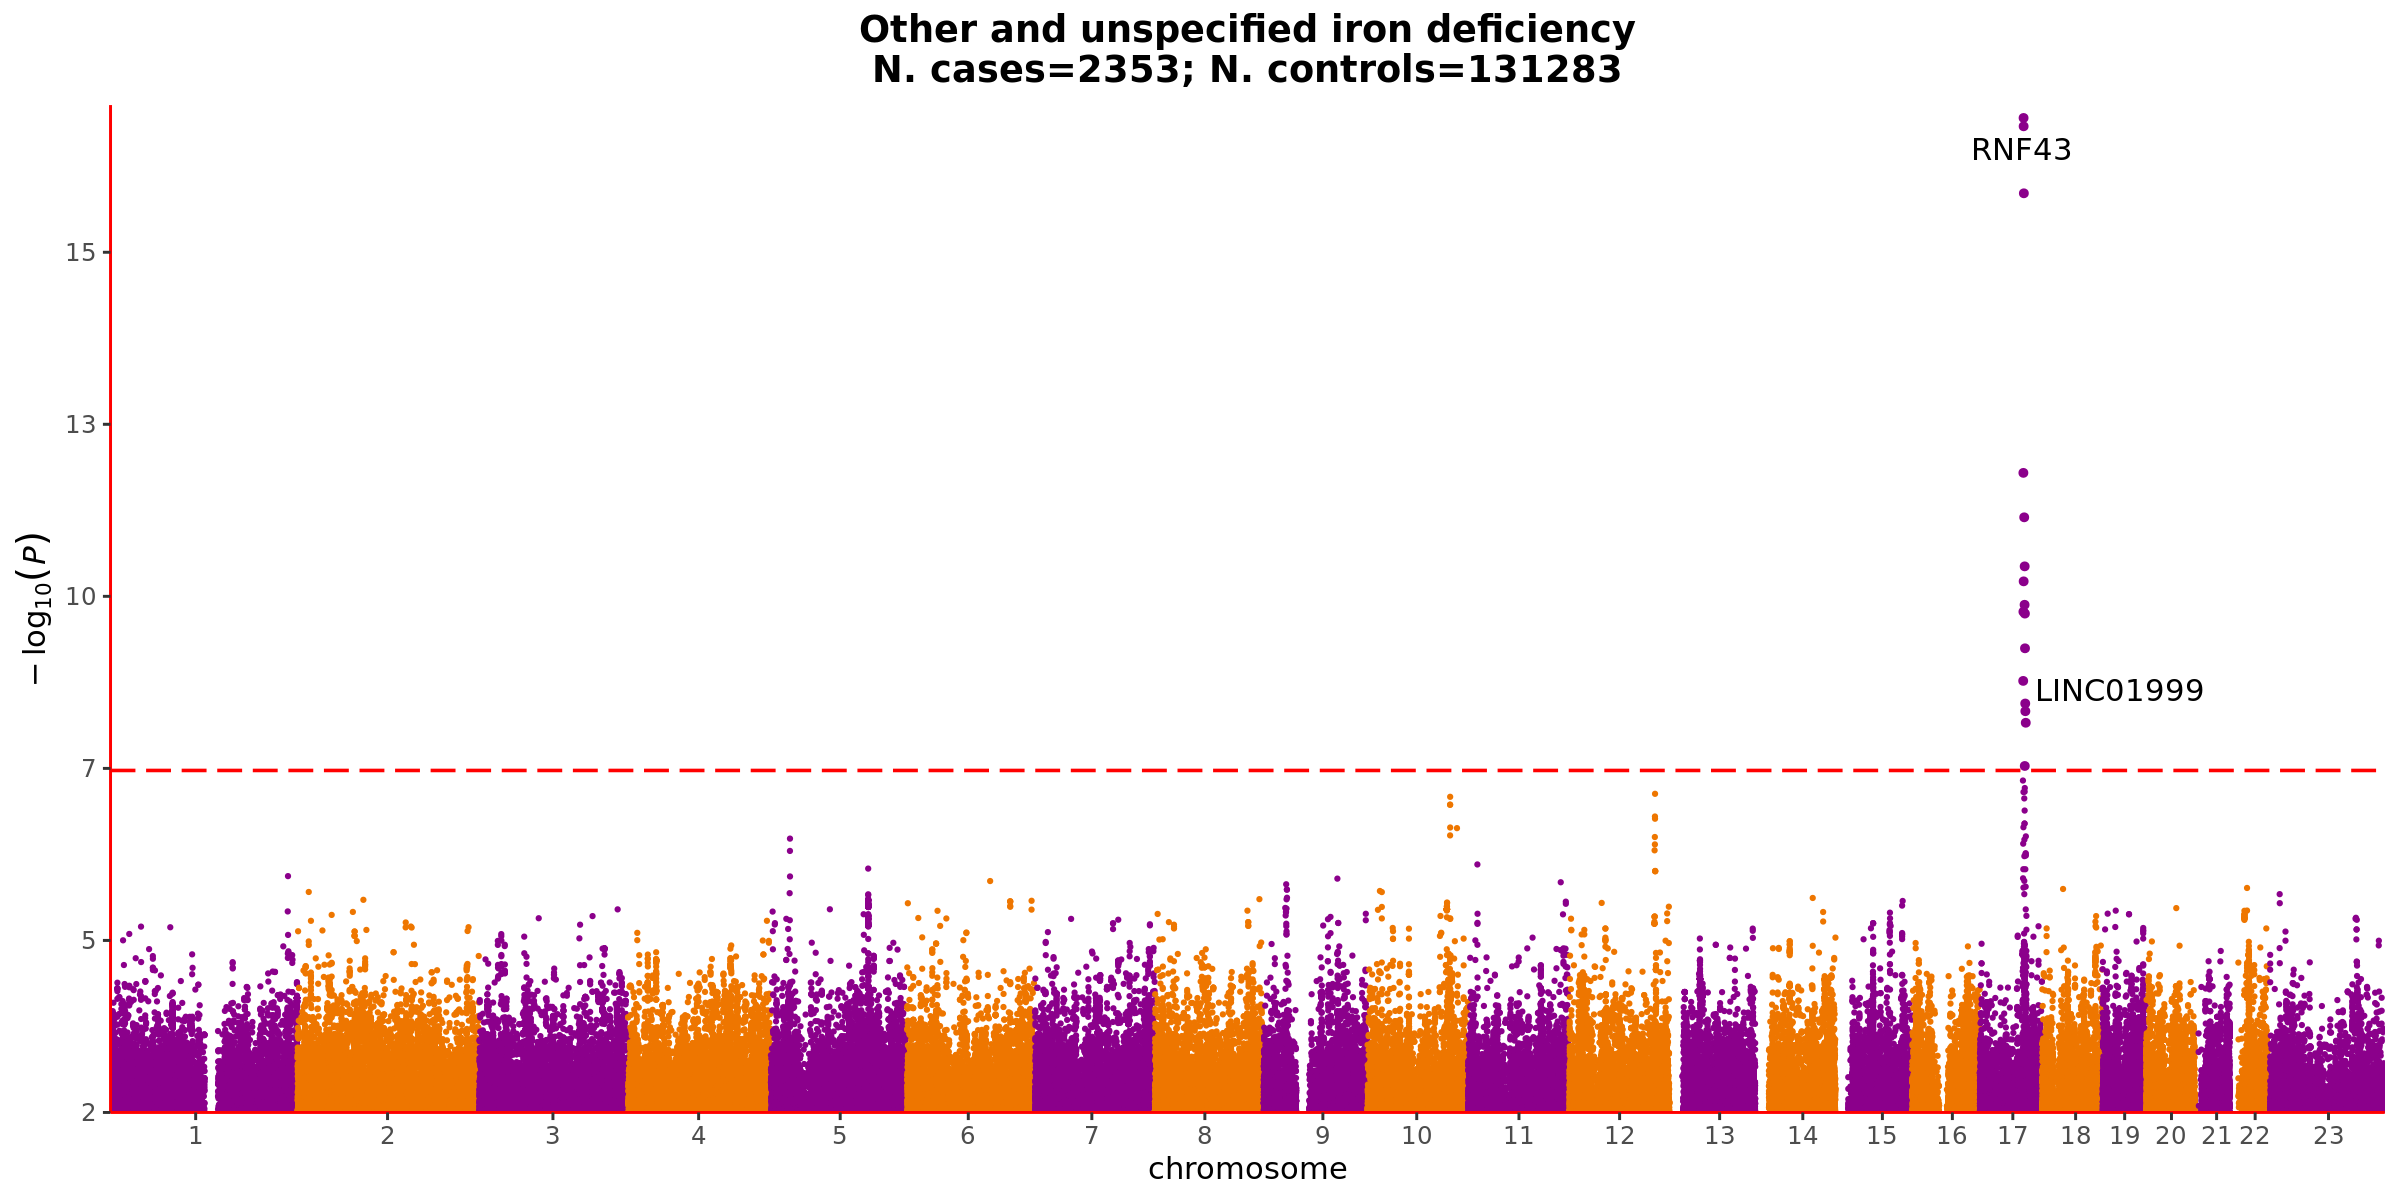 Other and unspecified iron deficiency
N. cases=2353; N. controls=131283
RNF43
15
13
− log₁₀(P)
10
LINC01999
7
5
2
1 2 3 4 5 6 7 8 9 10 11 12 13 14 15 16 17 18 19 20 21 22 23
chromosome